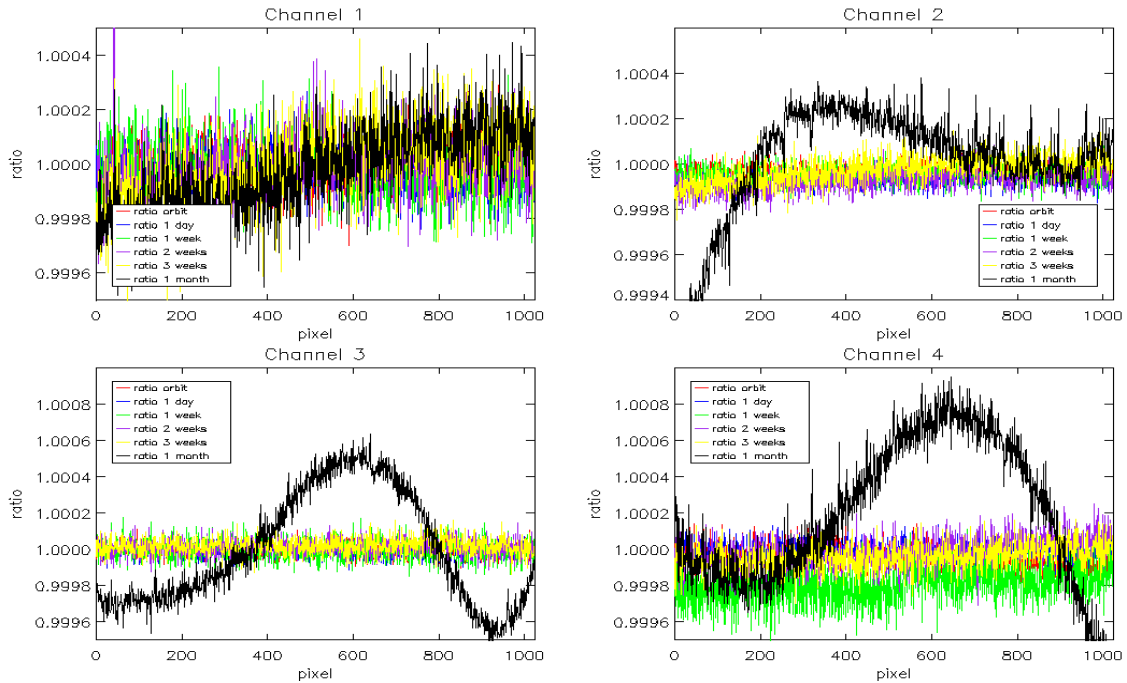 Channel 1
1.0004
1.0002
1.0000
0.9998
0.9996
ratio
ratio orbit
ratio 1 day
ratio 1 week
ratio 2 weeks
ratio 3 weeks
ratio 1 month
0 200 400 600 800 1000
pixel
Channel 2
1.0004
1.0002
1.0000
0.9998
0.9996
0.9994
ratio
ratio orbit
ratio 1 day
ratio 1 week
ratio 2 weeks
ratio 3 weeks
ratio 1 month
0 200 400 600 800 1000
pixel
Channel 3
1.0008
1.0006
1.0004
1.0002
1.0000
0.9998
0.9996
ratio
ratio orbit
ratio 1 day
ratio 1 week
ratio 2 weeks
ratio 3 weeks
ratio 1 month
0 200 400 600 800 1000
pixel
Channel 4
1.0008
1.0006
1.0004
1.0002
1.0000
0.9998
0.9996
ratio
ratio orbit
ratio 1 day
ratio 1 week
ratio 2 weeks
ratio 3 weeks
ratio 1 month
0 200 400 600 800 1000
pixel